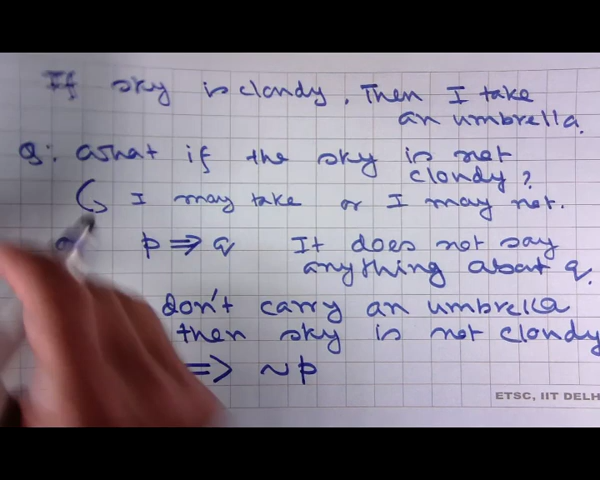 If sky is cloudy, Then I take
an umbrella.
Q: What if the sky is not
cloudy?
I may take or I may not.
p ⇒ q It does not say
anything about q.
don't carry an umbrella
then sky is not cloudy
⇒ ~p
ETSC, IIT DELH